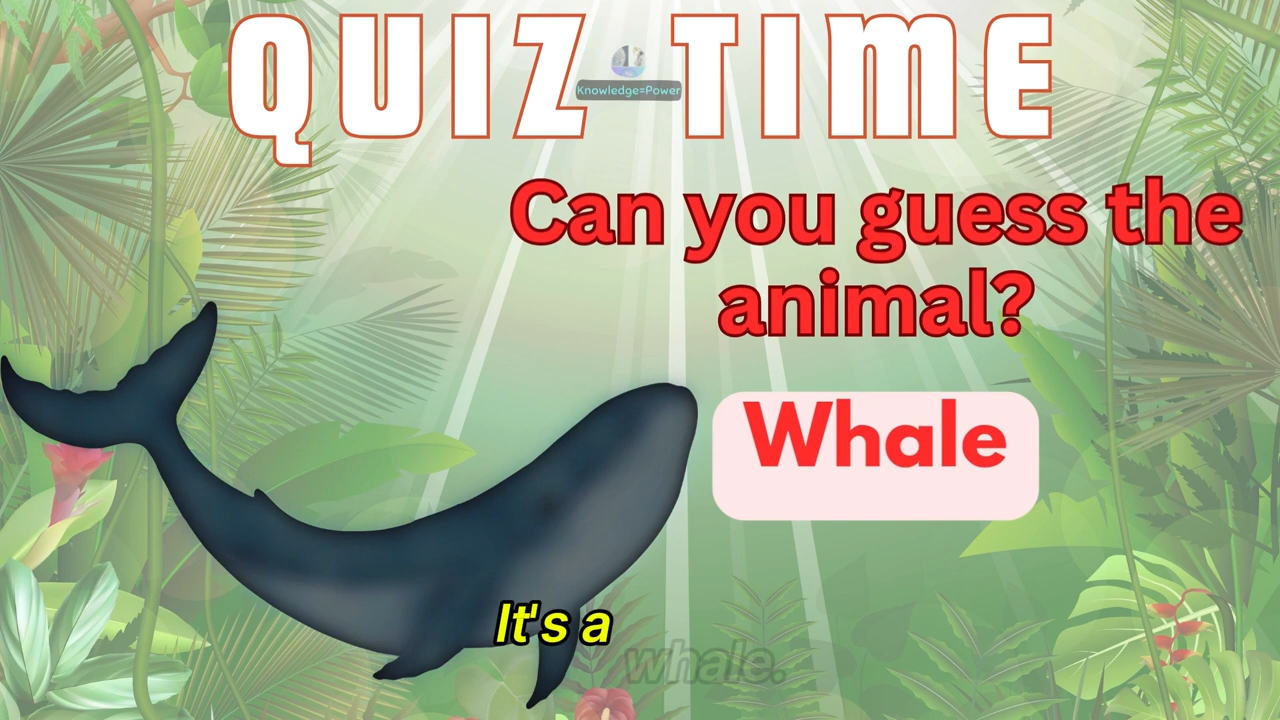 QUIZ TIME
Knowledge=Power
Can you guess the
animal?
Whale
It's a
whale.